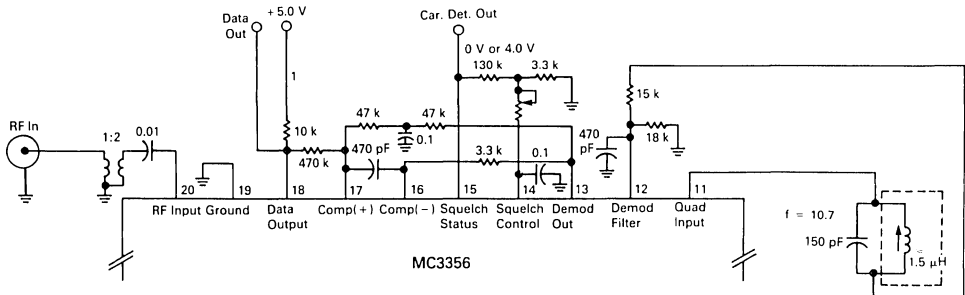 Data Out
+ 5.0 V
Car. Det. Out
0 V or 4.0 V
130 k
3.3 k
1
15 k
RF In
1:2
0.01
10 k
47 k
47 k
0.1
470 k
470 pF
3.3 k
0.1
470 pF
18 k
20
19
18
17
16
15
14
13
12
11
RF Input
Ground
Data Output
Comp(+)
Comp(−)
Squelch Status
Squelch Control
Demod Out
Demod Filter
Quad Input
MC3356
f = 10.7
150 pF
1.5 μH